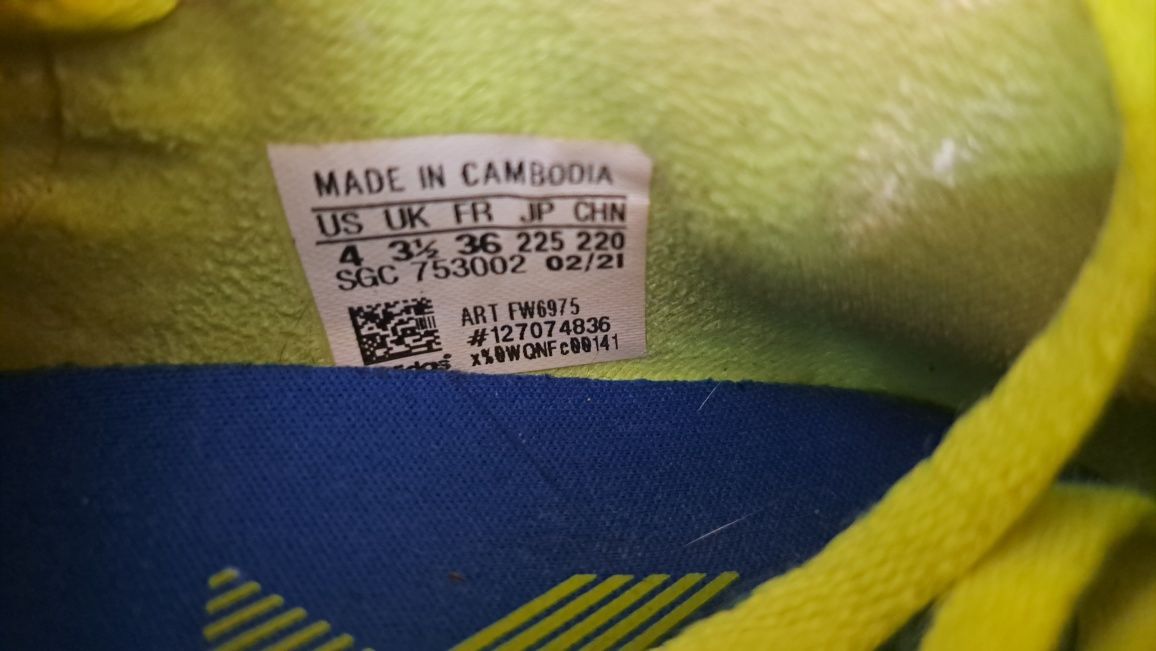 MADE IN CAMBODIA
US UK FR JP CHN
4 3½ 36 225 220
SGC 753002 02/21
ART FW6975
#127074836
x%0WQNFc00141